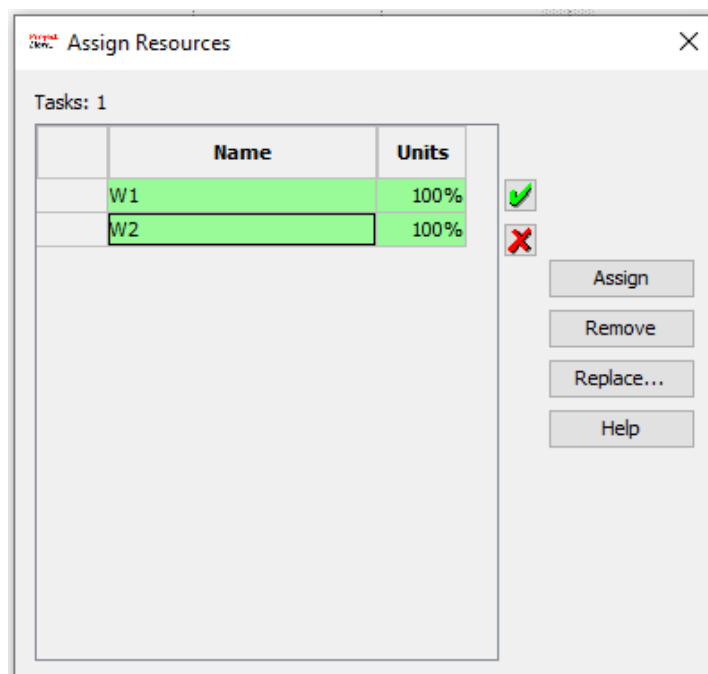 Assign Resources
Tasks: 1
Name Units
W1 100%
W2 100%
Assign
Remove
Replace...
Help